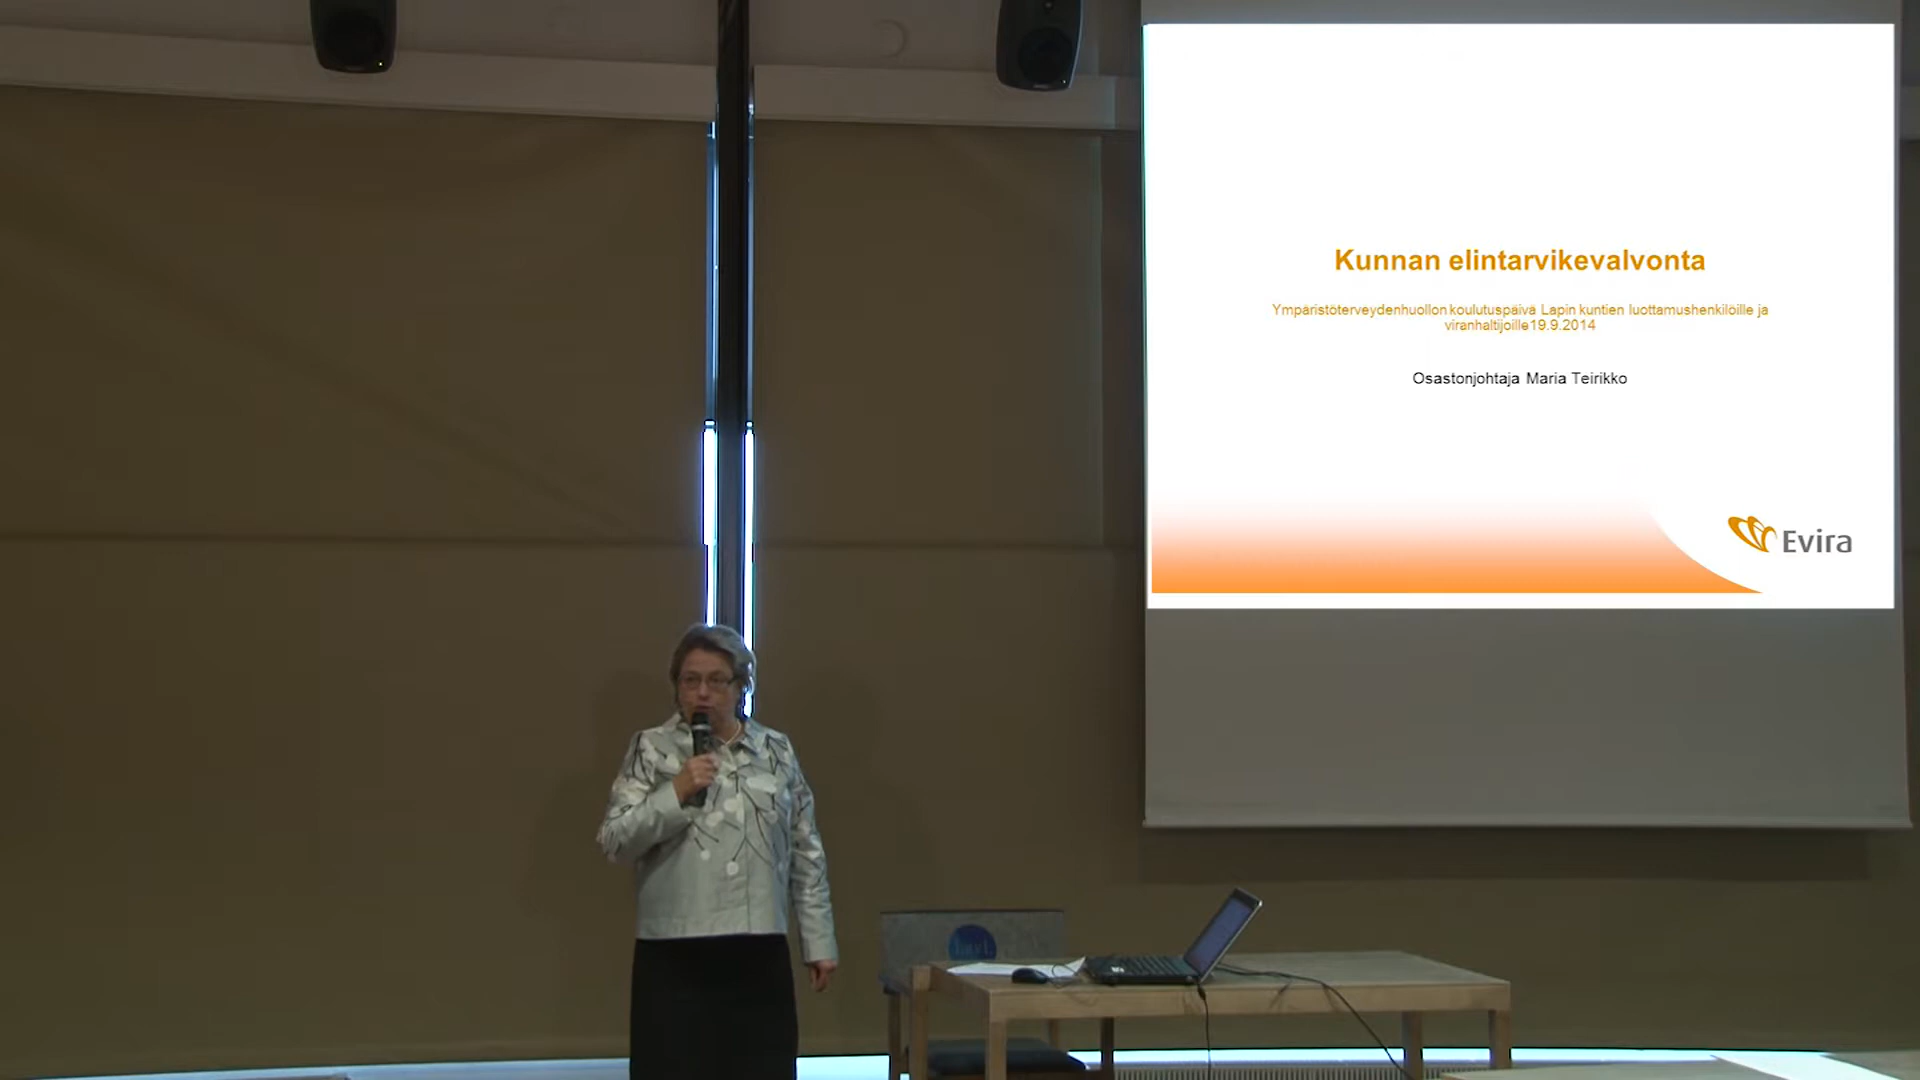 Kunnan elintarvikevalvonta
Ympäristöterveydenhuollon koulutuspäivä Lapin kuntien luottamushenkilöille ja
viranhaltijoille19.9.2014
Osastonjohtaja Maria Teirikko
Evira